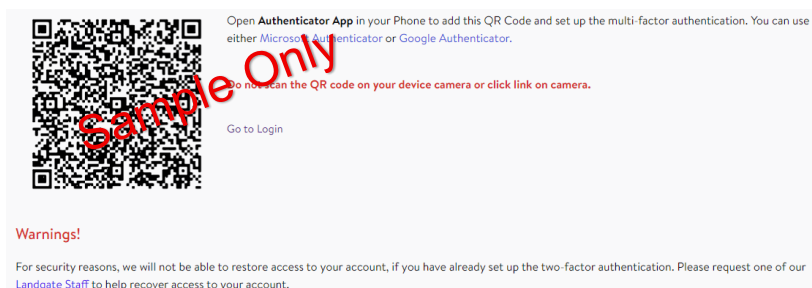 Open Authenticator App in your Phone to add this QR Code and set up the multi-factor authentication. You can use
either Microsoft Authenticator or Google Authenticator.
Do not scan the QR code on your device camera or click link on camera.
Sample Only
Go to Login
Warnings!
For security reasons, we will not be able to restore access to your account, if you have already set up the two-factor authentication. Please request one of our
Landgate Staff to help recover access to your account.